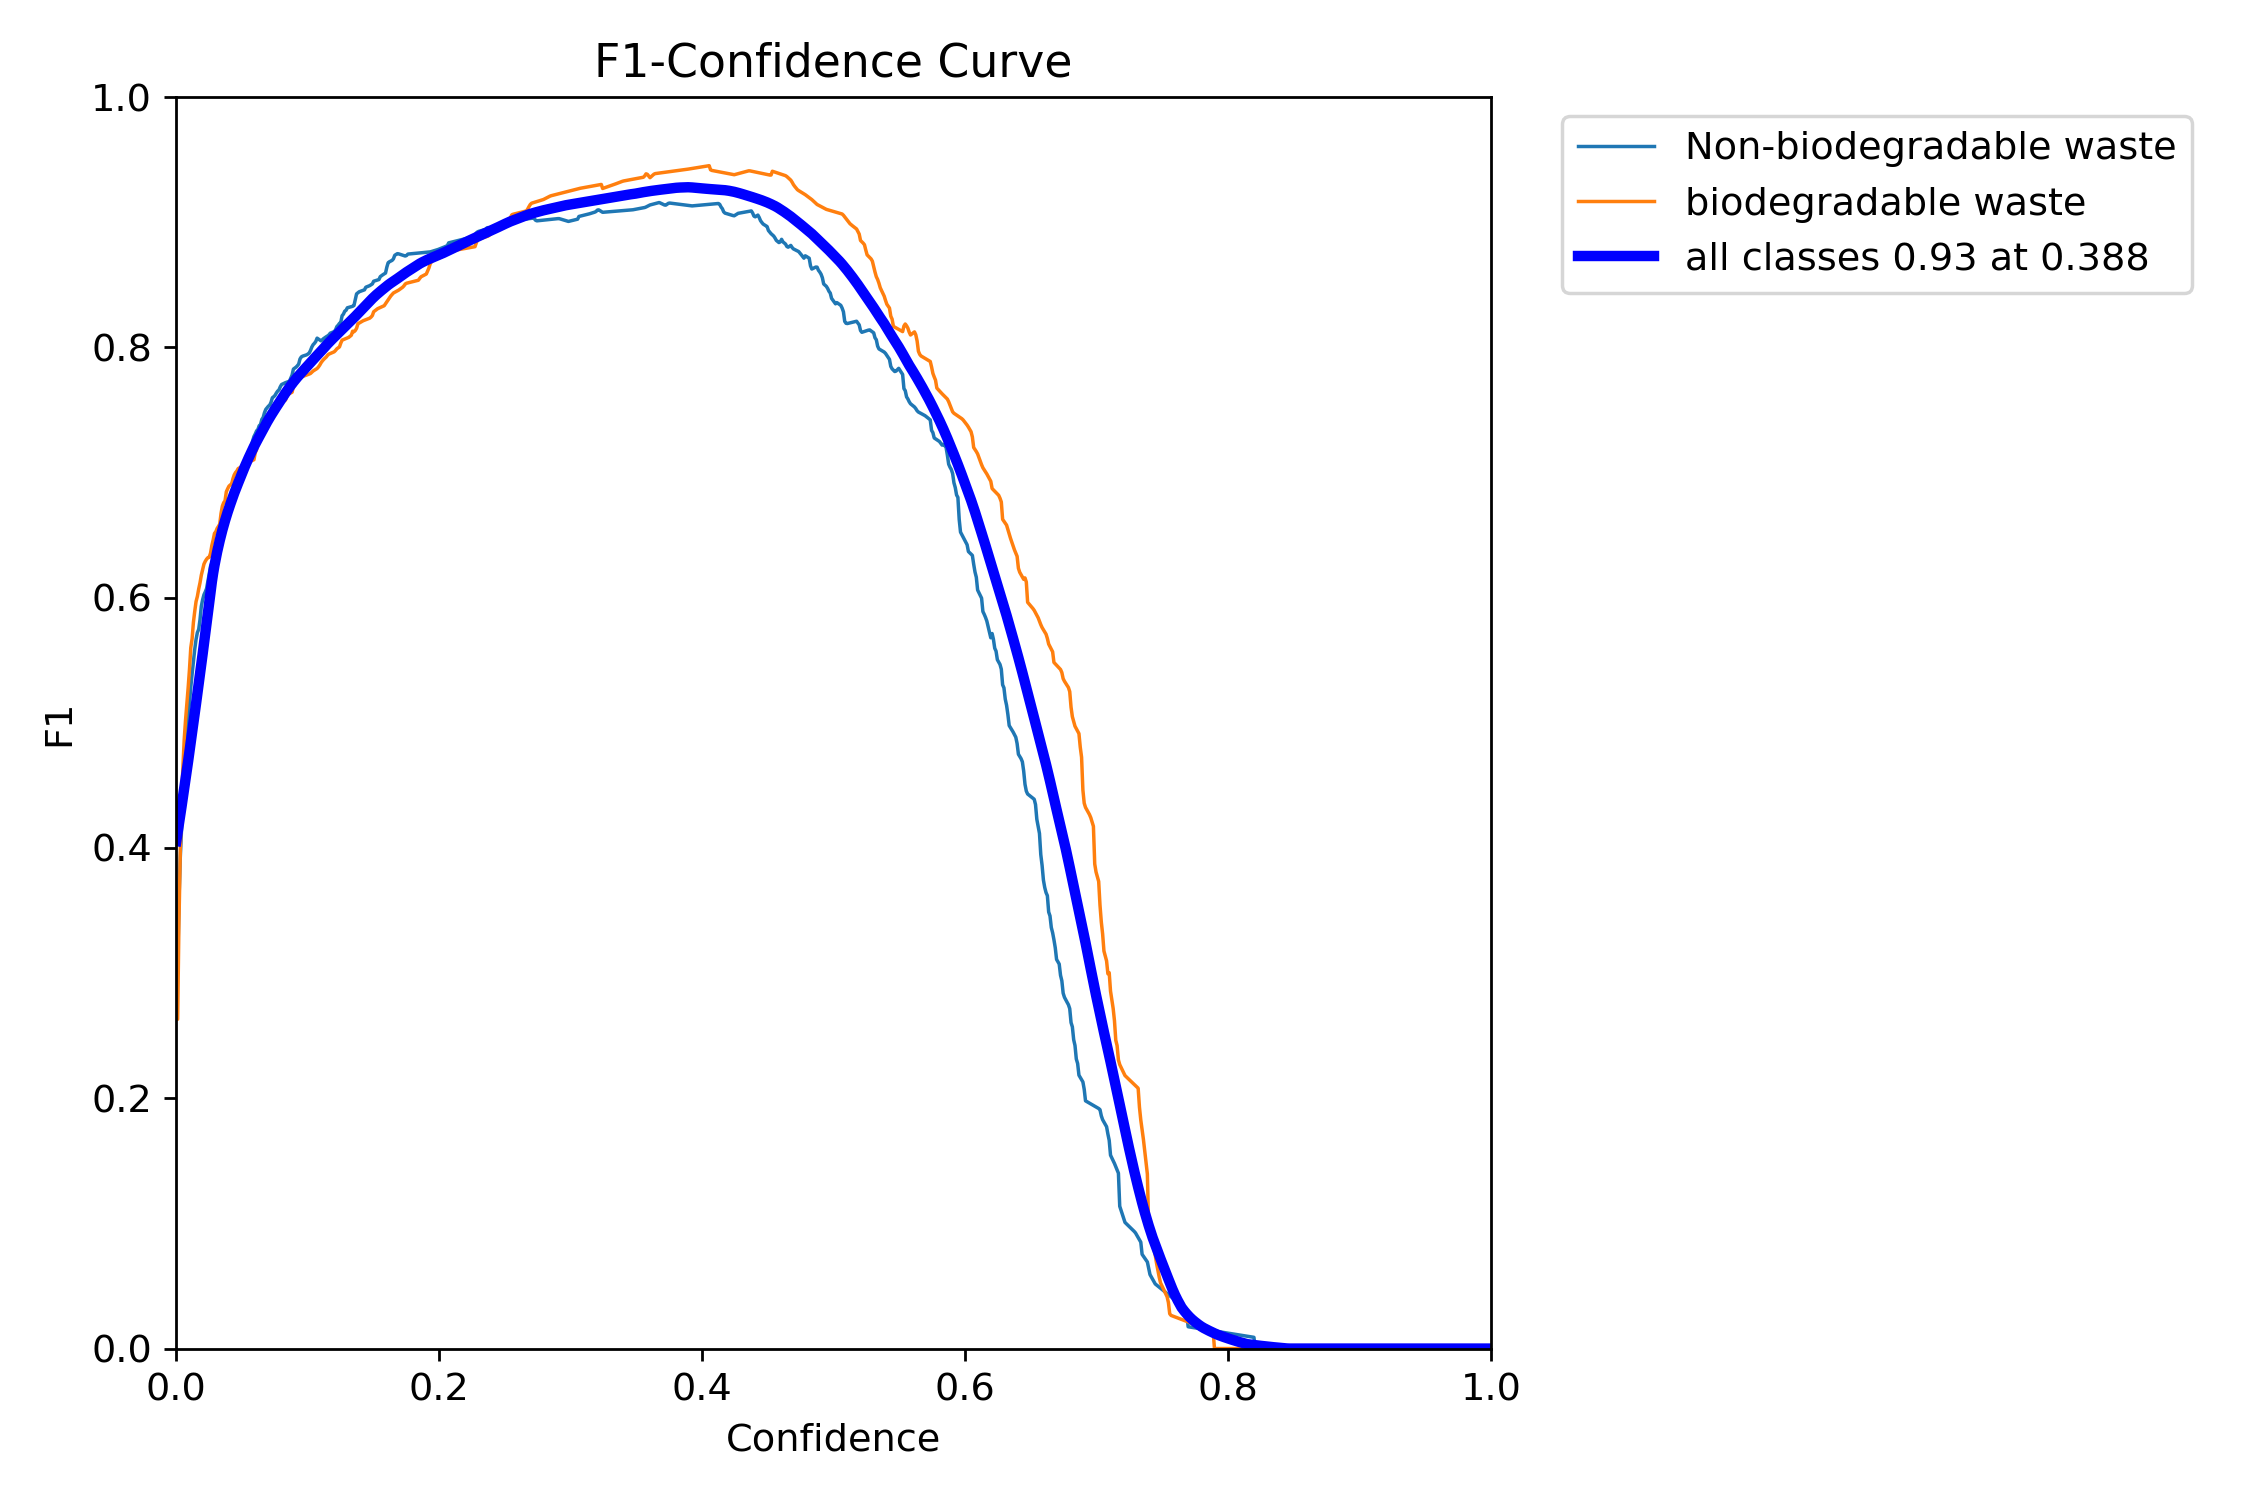 F1-Confidence Curve
1.0
0.8
0.6
0.4
0.2
0.0
F1
0.0 0.2 0.4 0.6 0.8 1.0
Confidence
Non-biodegradable waste
biodegradable waste
all classes 0.93 at 0.388